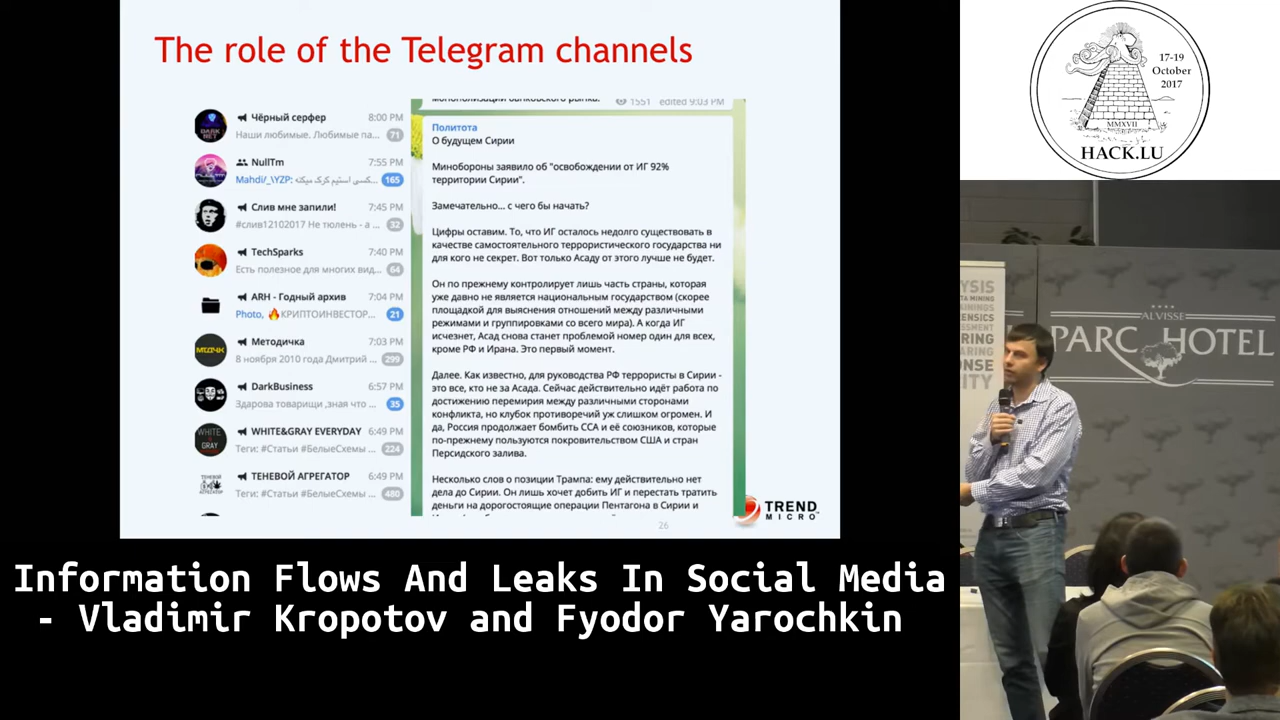 The role of the Telegram channels
Чёрный серфер 8:00 PM
Наши любимые. Любимые па... 71
NullTm 7:55 PM
Mahdi/_\YZP: 165
Слив мне запили! 7:45 PM
#слив12102017 Не тюлень - а ... 32
TechSparks 7:40 PM
Есть полезное для многих вид... 64
ARH - Годный архив 7:04 PM
Photo, 🔥КРИПТОИНВЕСТОР... 21
Методичка 7:03 PM
8 ноября 2010 года Дмитрий ... 299
DarkBusiness 6:57 PM
Здарова товарищи ,зная что ... 35
WHITE&GRAY EVERYDAY 6:49 PM
Теги: #Статьи #БелыеСхемы ... 224
ТЕНЕВОЙ АГРЕГАТОР 6:49 PM
Теги: #Статьи #БелыеСхемы ... 480
монополизации банковского рынка. 1551 edited 9:03 PM
Политота
О будущем Сирии
Минобороны заявило об "освобождении от ИГ 92%
территории Сирии".
Замечательно... с чего бы начать?
Цифры оставим. То, что ИГ осталось недолго существовать в
качестве самостоятельного террористического государства ни
для кого не секрет. Вот только Асаду от этого лучше не будет.
Он по прежнему контролирует лишь часть страны, которая
уже давно не является национальным государством (скорее
площадкой для выяснения отношений между различными
режимами и группировками со всего мира). А когда ИГ
исчезнет, Асад снова станет проблемой номер один для всех,
кроме РФ и Ирана. Это первый момент.
Далее. Как известно, для руководства РФ террористы в Сирии -
это все, кто не за Асада. Сейчас действительно идёт работа по
достижению перемирия между различными сторонами
конфликта, но клубок противоречий уж слишком огромен. И
да, Россия продолжает бомбить ССА и её союзников, которые
по-прежнему пользуются покровительством США и стран
Персидского залива.
Несколько слов о позиции Трампа: ему действительно нет
дела до Сирии. Он лишь хочет добить ИГ и перестать тратить
деньги на дорогостоящие операции Пентагона в Сирии и
26
TREND
MICRO
Information Flows And Leaks In Social Media
- Vladimir Kropotov and Fyodor Yarochkin
17-19
October
2017
MMXVII
HACK.LU
ALVISSE
PARC HOTEL